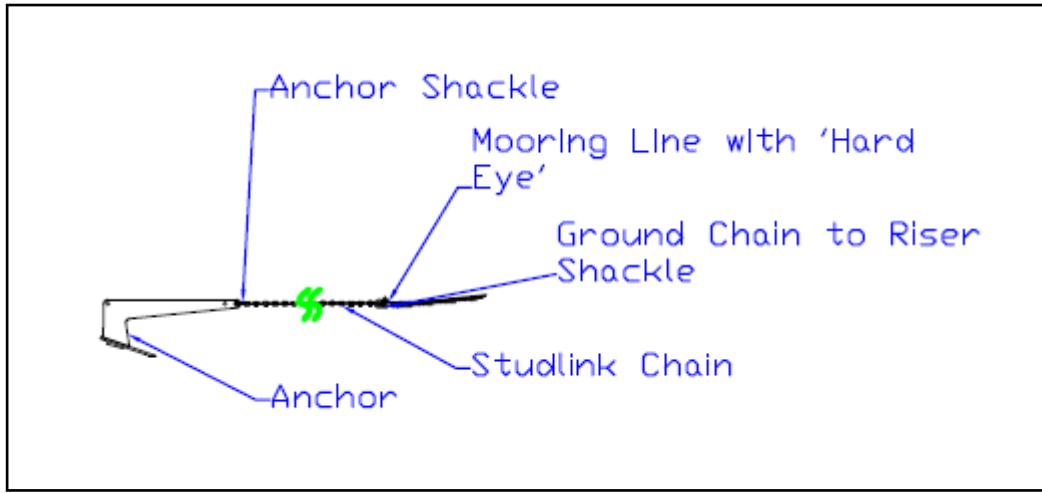 Anchor Shackle
Mooring Line with 'Hard
Eye'
Ground Chain to Riser
Shackle
Studlink Chain
Anchor